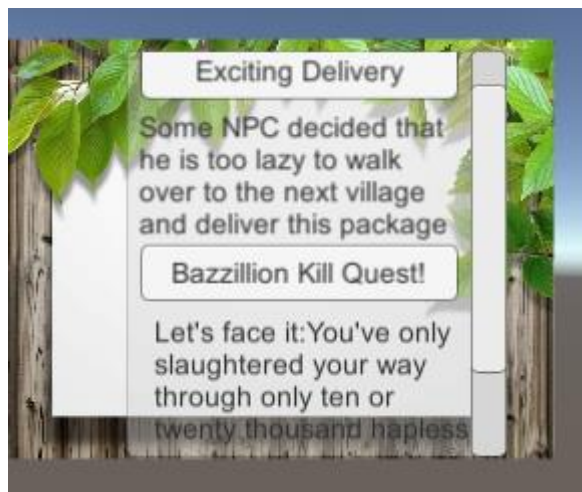 Exciting Delivery
Some NPC decided that
he is too lazy to walk
over to the next village
and deliver this package
Bazzillion Kill Quest!
Let's face it:You've only
slaughtered your way
through only ten or
twenty thousand hapless